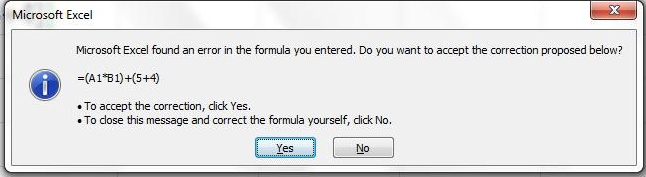 Microsoft Excel
Microsoft Excel found an error in the formula you entered. Do you want to accept the correction proposed below?
=(A1*B1)+(5+4)
• To accept the correction, click Yes.
• To close this message and correct the formula yourself, click No.
Yes No